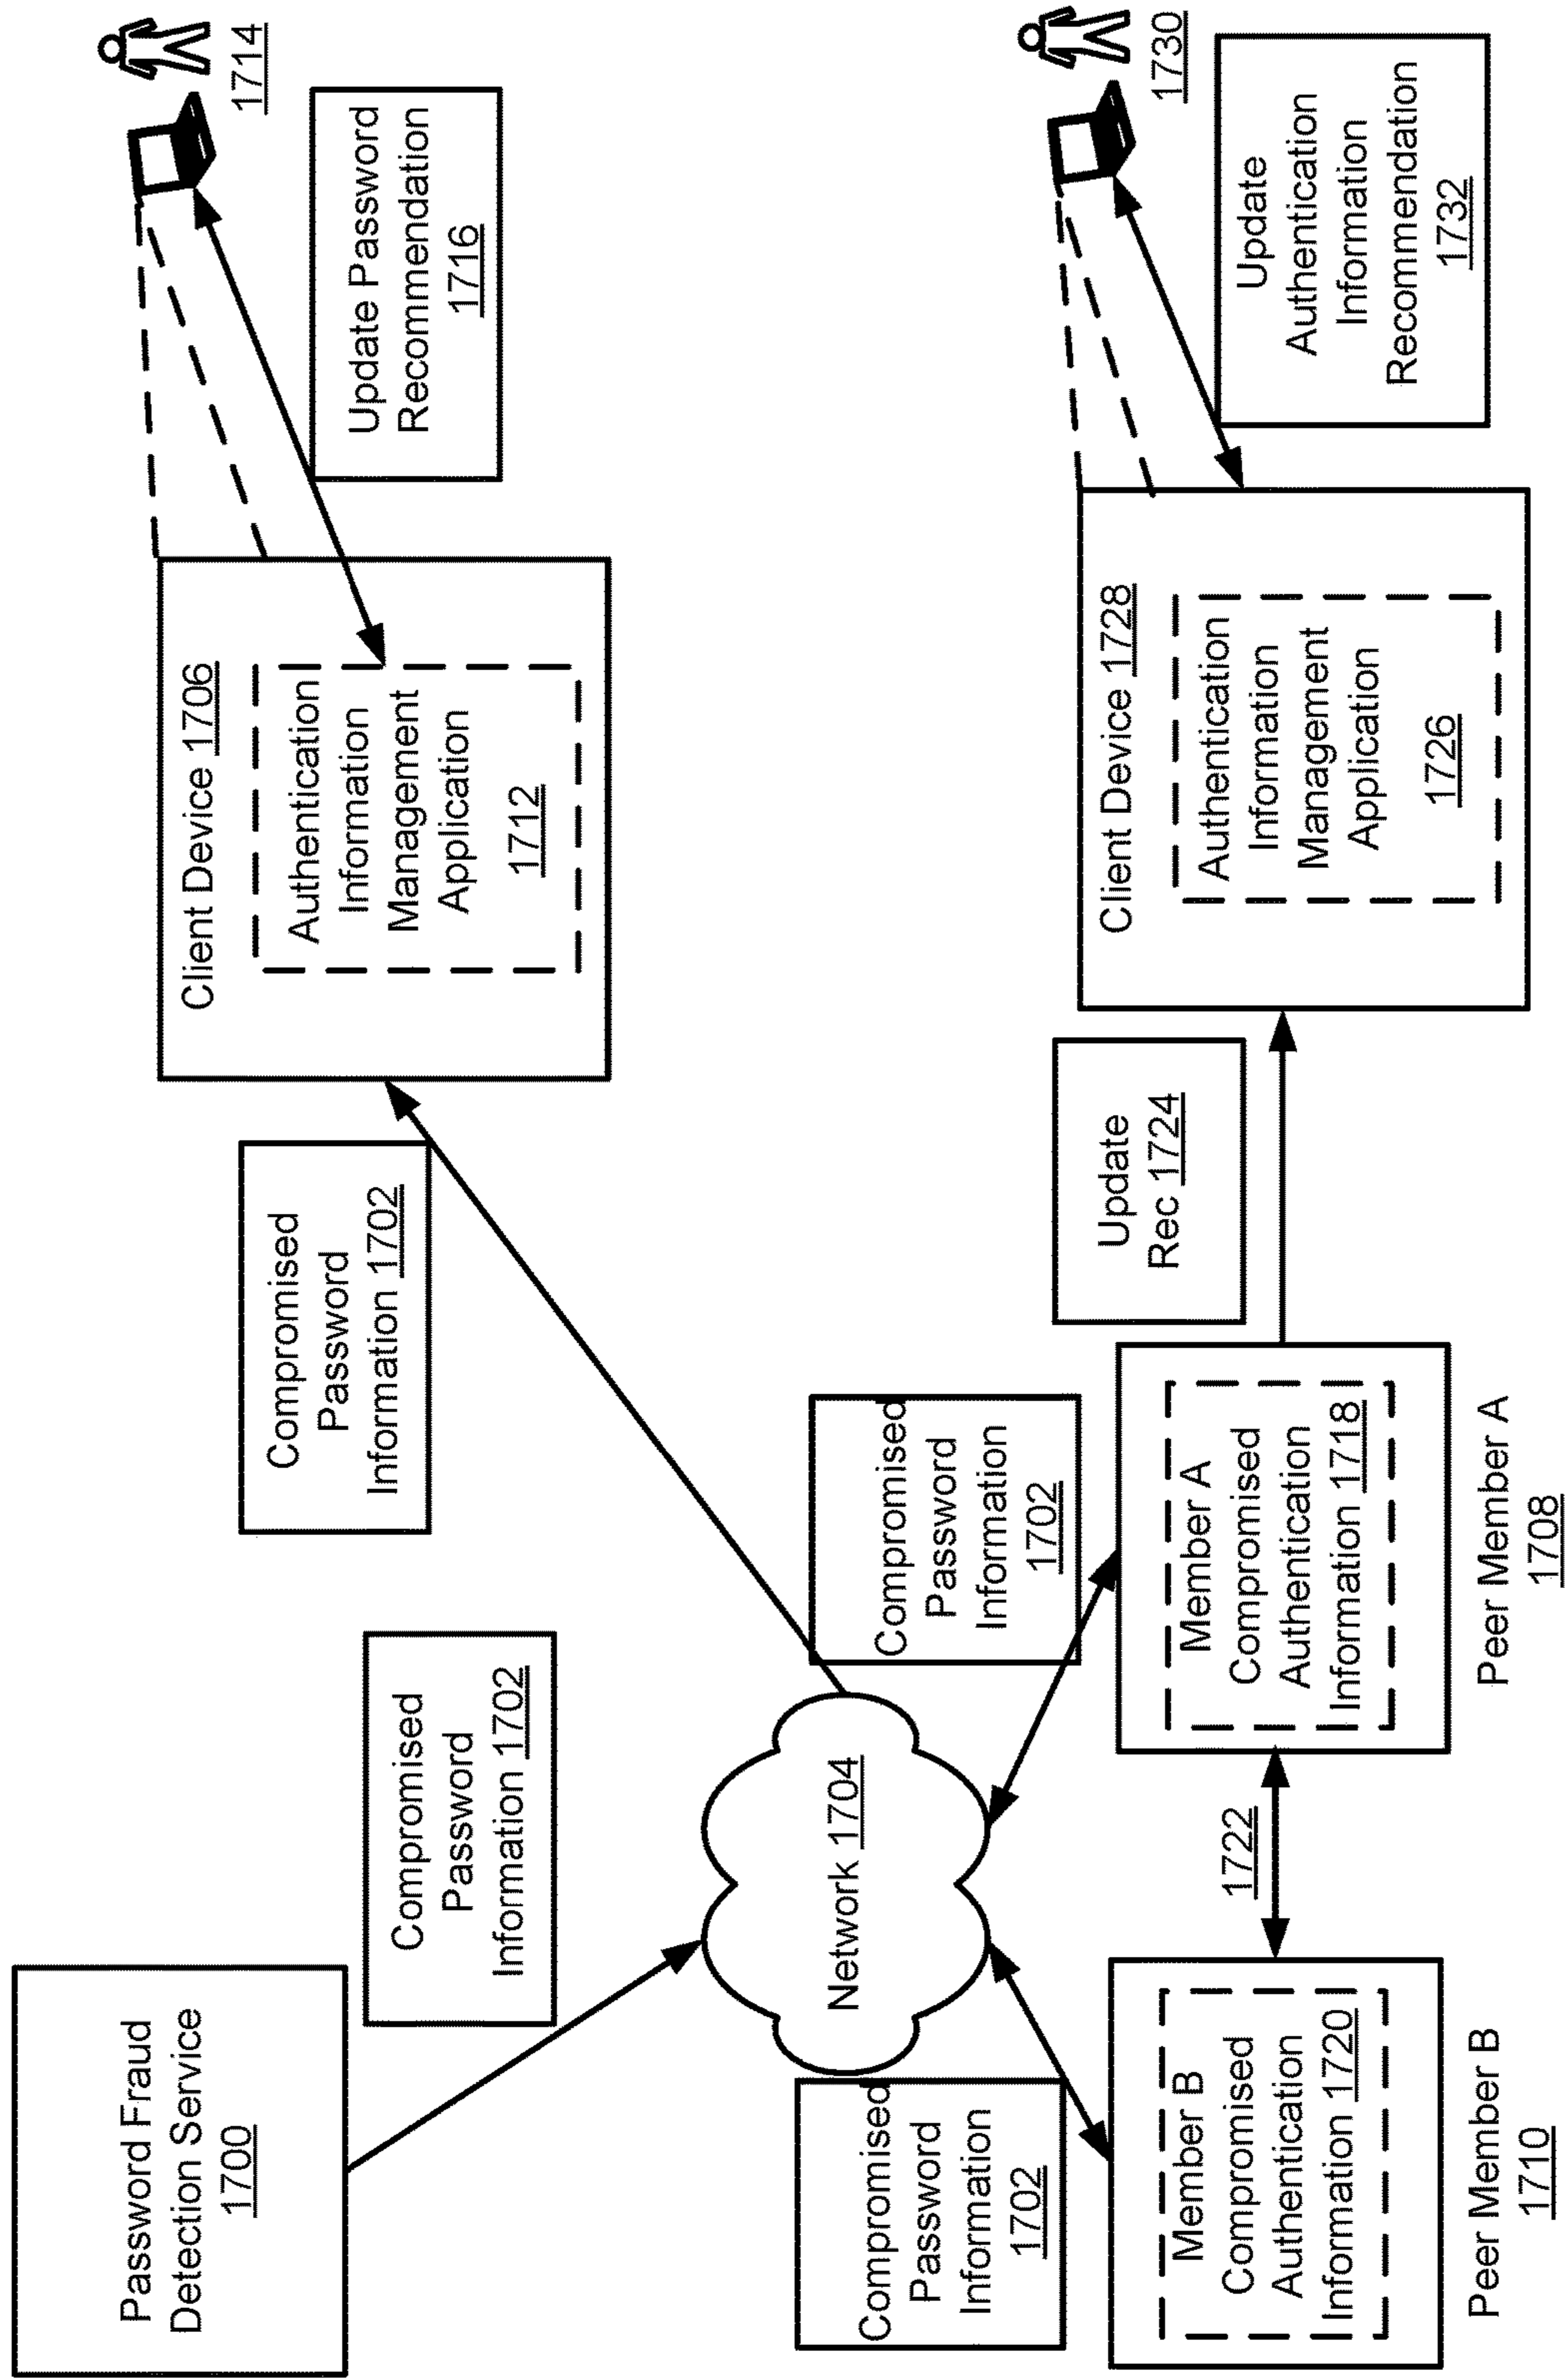 Password Fraud
Detection Service
1700
Compromised
Password
Information 1702
Compromised
Password
Information 1702
Client Device 1706
Authentication
Information
Management
Application
1712
1714
Update Password
Recommendation
1716
Network 1704
Compromised
Password
Information
1702
Compromised
Password
Information
1702
Member B
Compromised
Authentication
Information 1720
Peer Member B
1710
1722
Member A
Compromised
Authentication
Information 1718
Peer Member A
1708
Update
Rec 1724
Client Device 1728
Authentication
Information
Management
Application
1726
1730
Update
Authentication
Information
Recommendation
1732